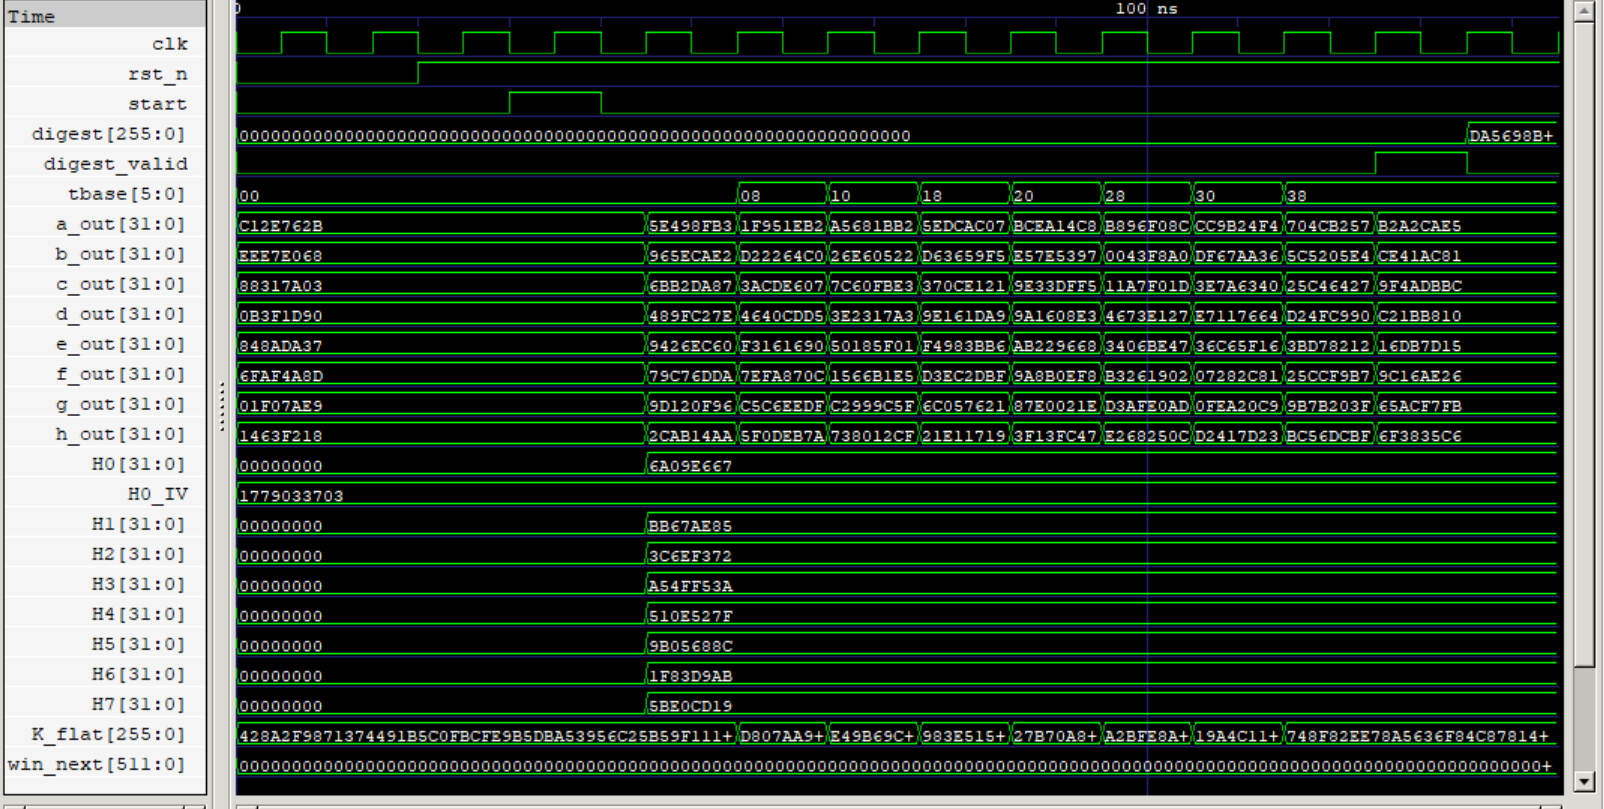 0 100 ns
Time
clk
rst_n
start
digest[255:0] 0000000000000000000000000000000000000000000000000000000000000000 DA5698B+
digest_valid
tbase[5:0] 00 08 10 18 20 28 30 38
a_out[31:0] C12E762B 5E498FB3 1F951EB2 A5681BB2 5EDCAC07 BCEA14C8 B896F08C CC9B24F4 704CB257 B2A2CAE5
b_out[31:0] EEE7E068 965ECAE2 D22264C0 26E60522 D63659F5 E57E5397 0043F8A0 DF67AA36 5C5205E4 CE41AC81
c_out[31:0] 88317A03 6BB2DA87 3ACDE607 7C60FBE3 370CE121 9E33DFF5 11A7F01D 3E7A6340 25C46427 9F4ADBBC
d_out[31:0] 0B3F1D90 489FC27E 4640CDD5 3E2317A3 9E161DA9 9A1608E3 4673E127 E7117664 D24FC990 C21BB810
e_out[31:0] 848ADA37 9426EC60 F3161690 50185F01 F4983BB6 AB229668 3406BE47 36C65F16 3BD78212 16DB7D15
f_out[31:0] 6FAF4A8D 79C76DDA 7EFA870C 1566B1E5 D3EC2DBF 9A8B0EF8 B3261902 07282C81 25CCF9B7 9C16AE26
g_out[31:0] 01F07AE9 9D120F96 C5C6EEDF C2999C5F 6C057621 87E0021E D3AFE0AD 0FEA20C9 9B7B203F 65ACF7FB
h_out[31:0] 1463F218 2CAB14AA 5F0DEB7A 738012CF 21E11719 3F13FC47 E268250C D2417D23 BC56DCBF 6F3835C6
H0[31:0] 00000000 6A09E667
H0_IV 1779033703
H1[31:0] 00000000 BB67AE85
H2[31:0] 00000000 3C6EF372
H3[31:0] 00000000 A54FF53A
H4[31:0] 00000000 510E527F
H5[31:0] 00000000 9B05688C
H6[31:0] 00000000 1F83D9AB
H7[31:0] 00000000 5BE0CD19
K_flat[255:0] 428A2F9871374491B5C0FBCFE9B5DBA53956C25B59F111+ D807AA9+ E49B69C+ 983E515+ 27B70A8+ A2BFE8A+ 19A4C11+ 748F82EE78A5636F84C87814+
win_next[511:0] 0000000000000000000000000000000000000000000000000000000000000000000000000000000000000000000000000000+